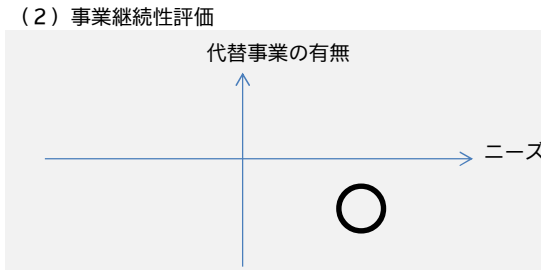 （２）事業継続性評価
代替事業の有無
ニーズ